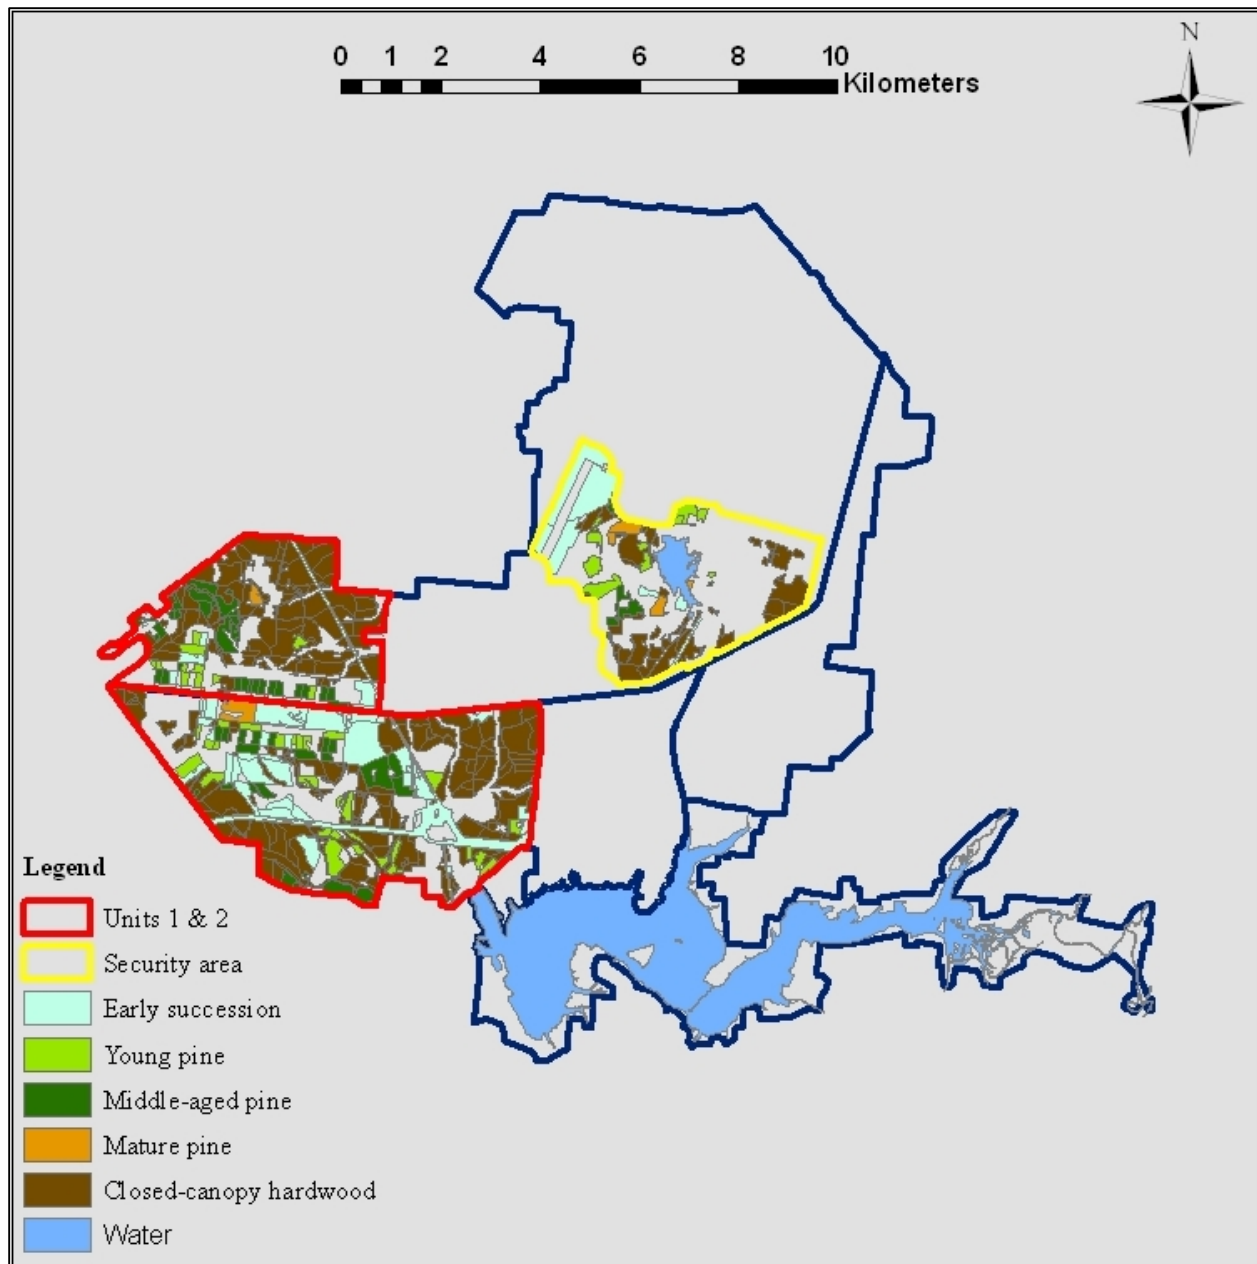 N
0 1 2 4 6 8 10
Kilometers
Legend
Units 1 & 2
Security area
Early succession
Young pine
Middle-aged pine
Mature pine
Closed-canopy hardwood
Water